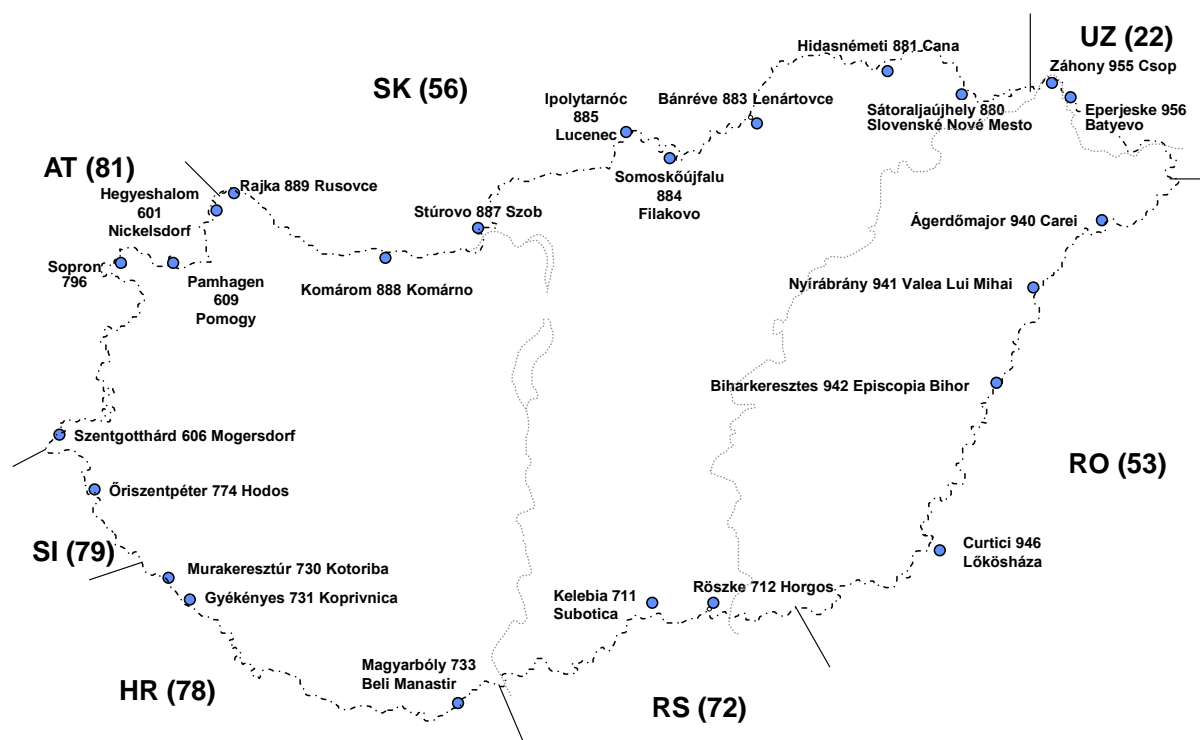 UZ (22)
Hidasnémeti 881 Cana
Záhony 955 Csop
SK (56)
Ipolytarnóc
885
Lucenec
Bánréve 883 Lenártovce
Sátoraljaújhely 880
Slovenské Nové Mesto
Eperjeske 956
Batyevo
AT (81)
Somoskőújfalu
884
Filakovo
Hegyeshalom
601
Nickelsdorf
Rajka 889 Rusovce
Stúrovo 887 Szob
Ágerdőmajor 940 Carei
Sopron
796
Pamhagen
609
Pomogy
Komárom 888 Komárno
Nyírábrány 941 Valea Lui Mihai
Biharkeresztes 942 Episcopia Bihor
Szentgotthárd 606 Mogersdorf
RO (53)
Őriszentpéter 774 Hodos
SI (79)
Curtici 946
Lőkösháza
Murakeresztúr 730 Kotoriba
Gyékényes 731 Koprivnica
Kelebia 711
Subotica
Röszke 712 Horgos
Magyarbóly 733
Beli Manastir
HR (78)
RS (72)